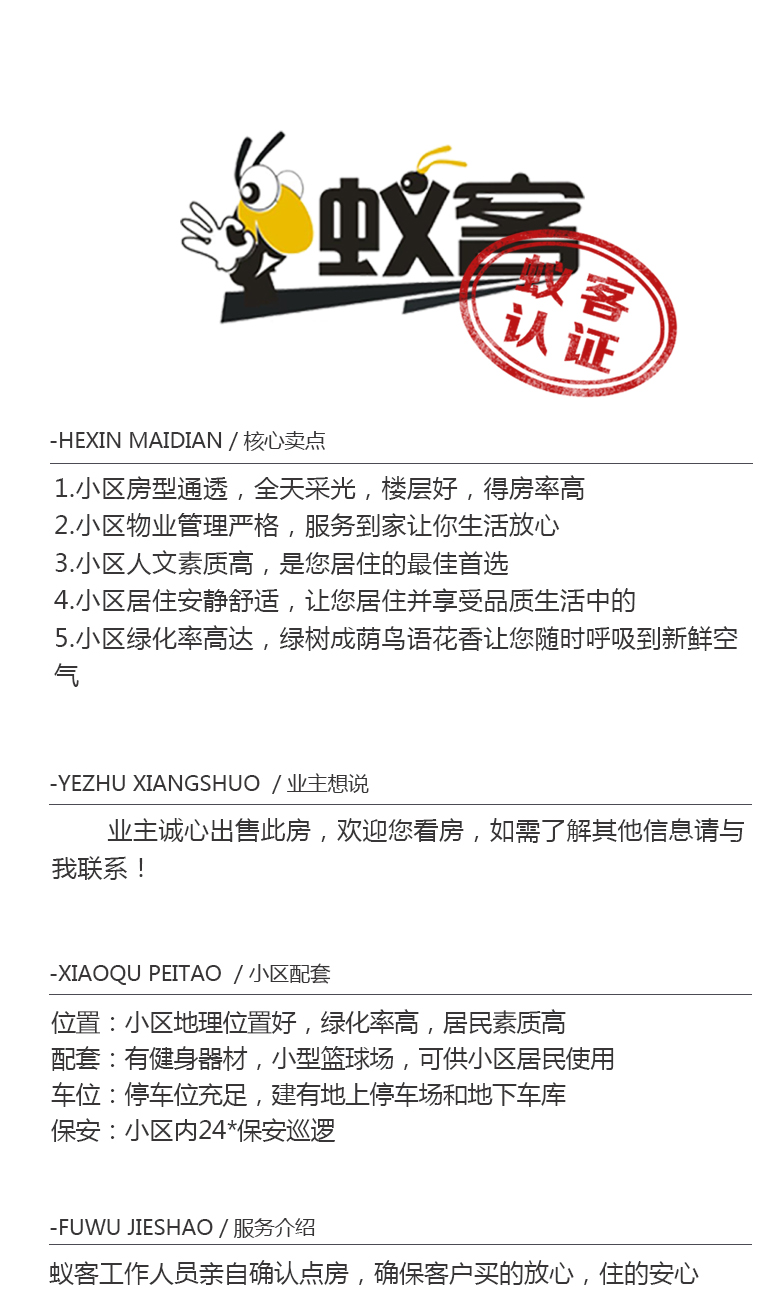 蚁客
蚁客
认证
-HEXIN MAIDIAN / 核心卖点
1.小区房型通透，全天采光，楼层好，得房率高
2.小区物业管理严格，服务到家让你生活放心
3.小区人文素质高，是您居住的最佳首选
4.小区居住安静舒适，让您居住并享受品质生活中的
5.小区绿化率高达，绿树成荫鸟语花香让您随时呼吸到新鲜空
气
-YEZHU XIANGSHUO / 业主想说
业主诚心出售此房，欢迎您看房，如需了解其他信息请与
我联系！
-XIAOQU PEITAO / 小区配套
位置：小区地理位置好，绿化率高，居民素质高
配套：有健身器材，小型篮球场，可供小区居民使用
车位：停车位充足，建有地上停车场和地下车库
保安：小区内24*保安巡逻
-FUWU JIESHAO / 服务介绍
蚁客工作人员亲自确认点房，确保客户买的放心，住的安心